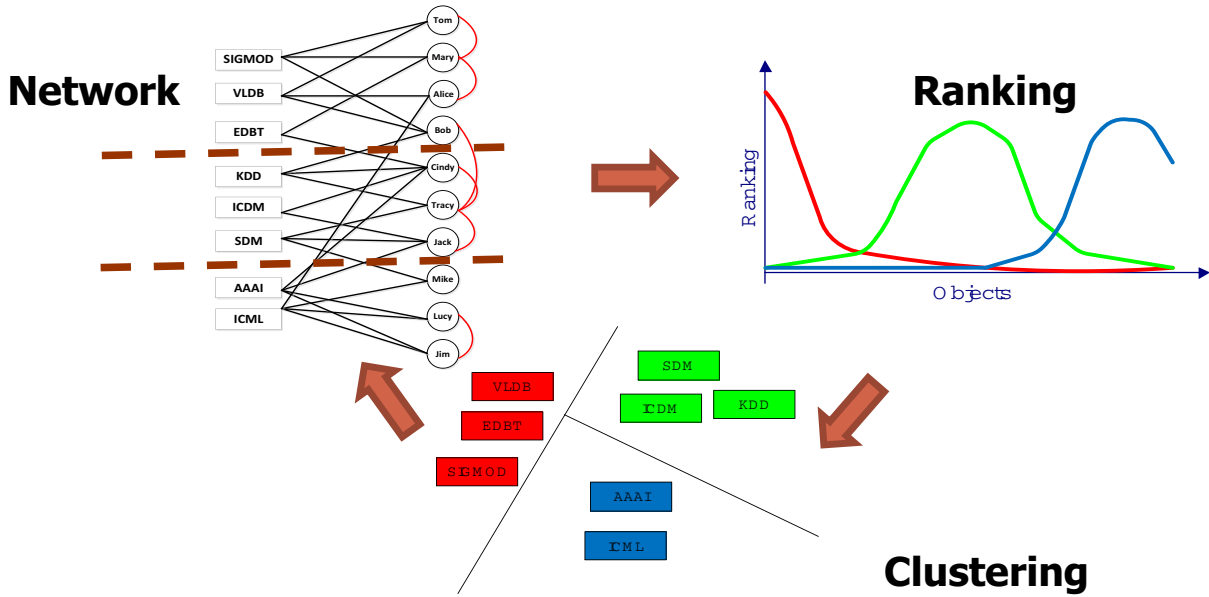 Network
SIGMOD
VLDB
EDBT
KDD
ICDM
SDM
AAAI
ICML
Tom
Mary
Alice
Bob
Cindy
Tracy
Jack
Mike
Lucy
Jim
Ranking
Ranking
Objects
VLDB
EDBT
SIGMOD
SDM
ICDM
KDD
AAAI
ICML
Clustering